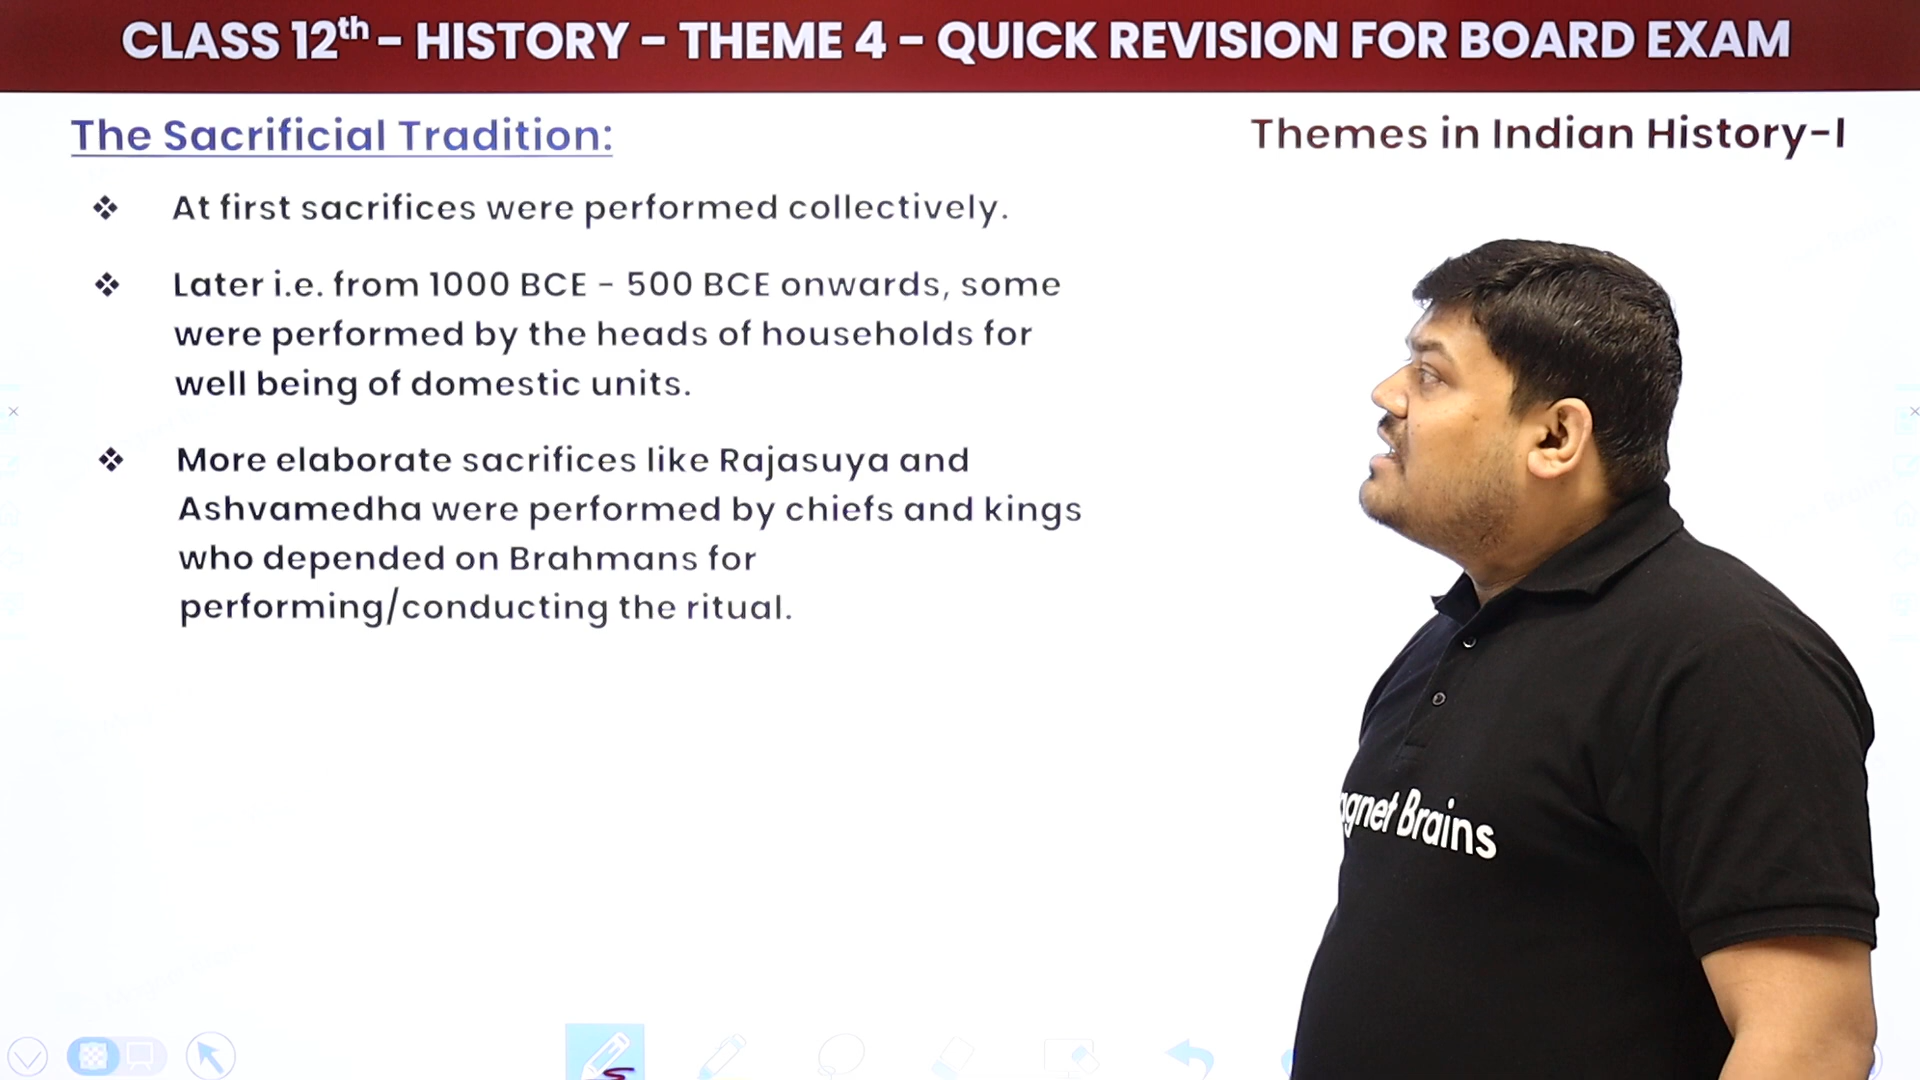 CLASS 12th - HISTORY - THEME 4 - QUICK REVISION FOR BOARD EXAM
The Sacrificial Tradition:
Themes in Indian History-I
❖ At first sacrifices were performed collectively.
❖ Later i.e. from 1000 BCE - 500 BCE onwards, some
were performed by the heads of households for
well being of domestic units.
❖ More elaborate sacrifices like Rajasuya and
Ashvamedha were performed by chiefs and kings
who depended on Brahmans for
performing/conducting the ritual.
Brains